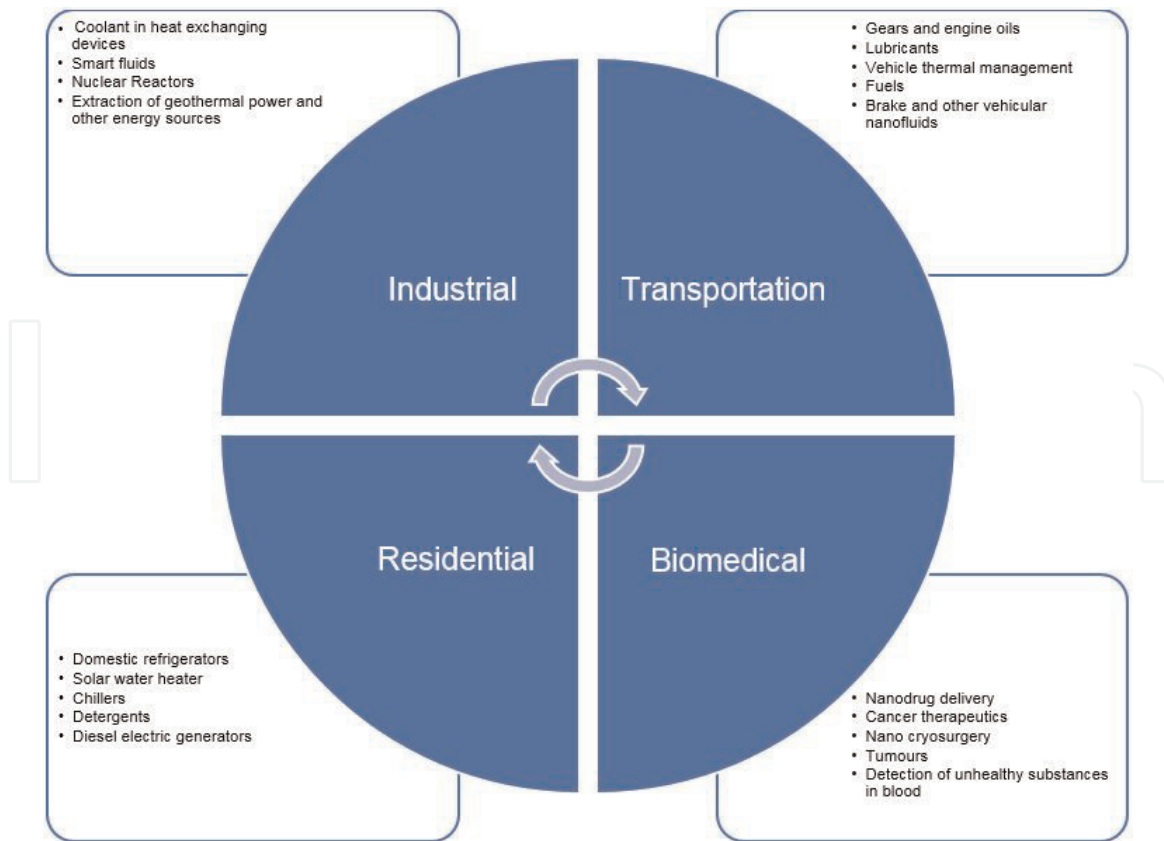 • Coolant in heat exchanging
devices
• Smart fluids
• Nuclear Reactors
• Extraction of geothermal power and
other energy sources
• Gears and engine oils
• Lubricants
• Vehicle thermal management
• Fuels
• Brake and other vehicular
nanofluids
Industrial
Transportation
Residential
Biomedical
• Domestic refrigerators
• Solar water heater
• Chillers
• Detergents
• Diesel electric generators
• Nanodrug delivery
• Cancer therapeutics
• Nano cryosurgery
• Tumours
• Detection of unhealthy substances
in blood